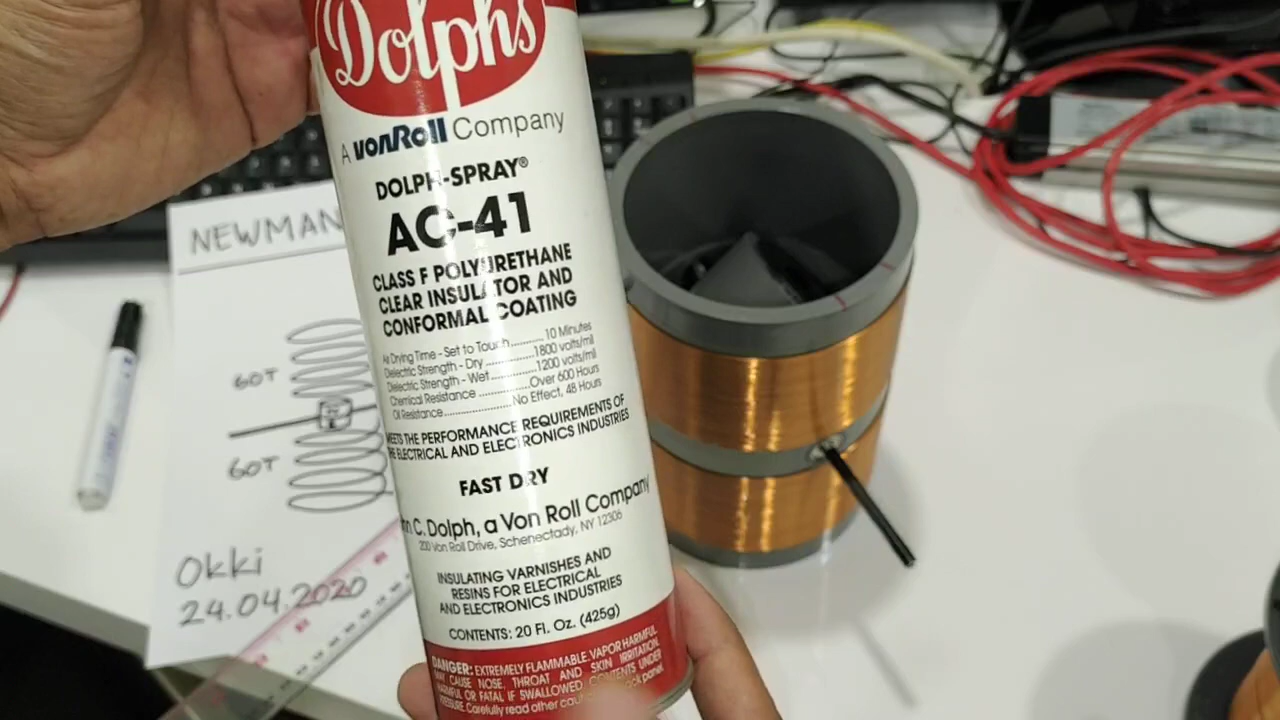 Dolphs
A vonRoll Company
DOLPH-SPRAY®
AC-41
CLASS F POLYURETHANE
CLEAR INSULATOR AND
CONFORMAL COATING
Air Drying Time - Set to Touch...........10 Minutes
Dielectric Strength - Dry.................1800 volts/mil
Dielectric Strength - Wet................1200 volts/mil
Chemical Resistance................Over 600 Hours
Oil Resistance.....................No Effect, 48 Hours
MEETS THE PERFORMANCE REQUIREMENTS OF
THE ELECTRICAL AND ELECTRONICS INDUSTRIES
FAST DRY
hn C. Dolph, a Von Roll Company
200 Von Roll Drive, Schenectady, NY 12306
INSULATING VARNISHES AND
RESINS FOR ELECTRICAL
AND ELECTRONICS INDUSTRIES
CONTENTS: 20 Fl. Oz. (425g)
DANGER: EXTREMELY FLAMMABLE. VAPOR HARMFUL.
MAY CAUSE NOSE, THROAT AND SKIN IRRITATION.
HARMFUL OR FATAL IF SWALLOWED. CONTENTS UNDER
PRESSURE. Carefully read other back panel.
NEWMAN
60T
60T
Okki
24.04.2020